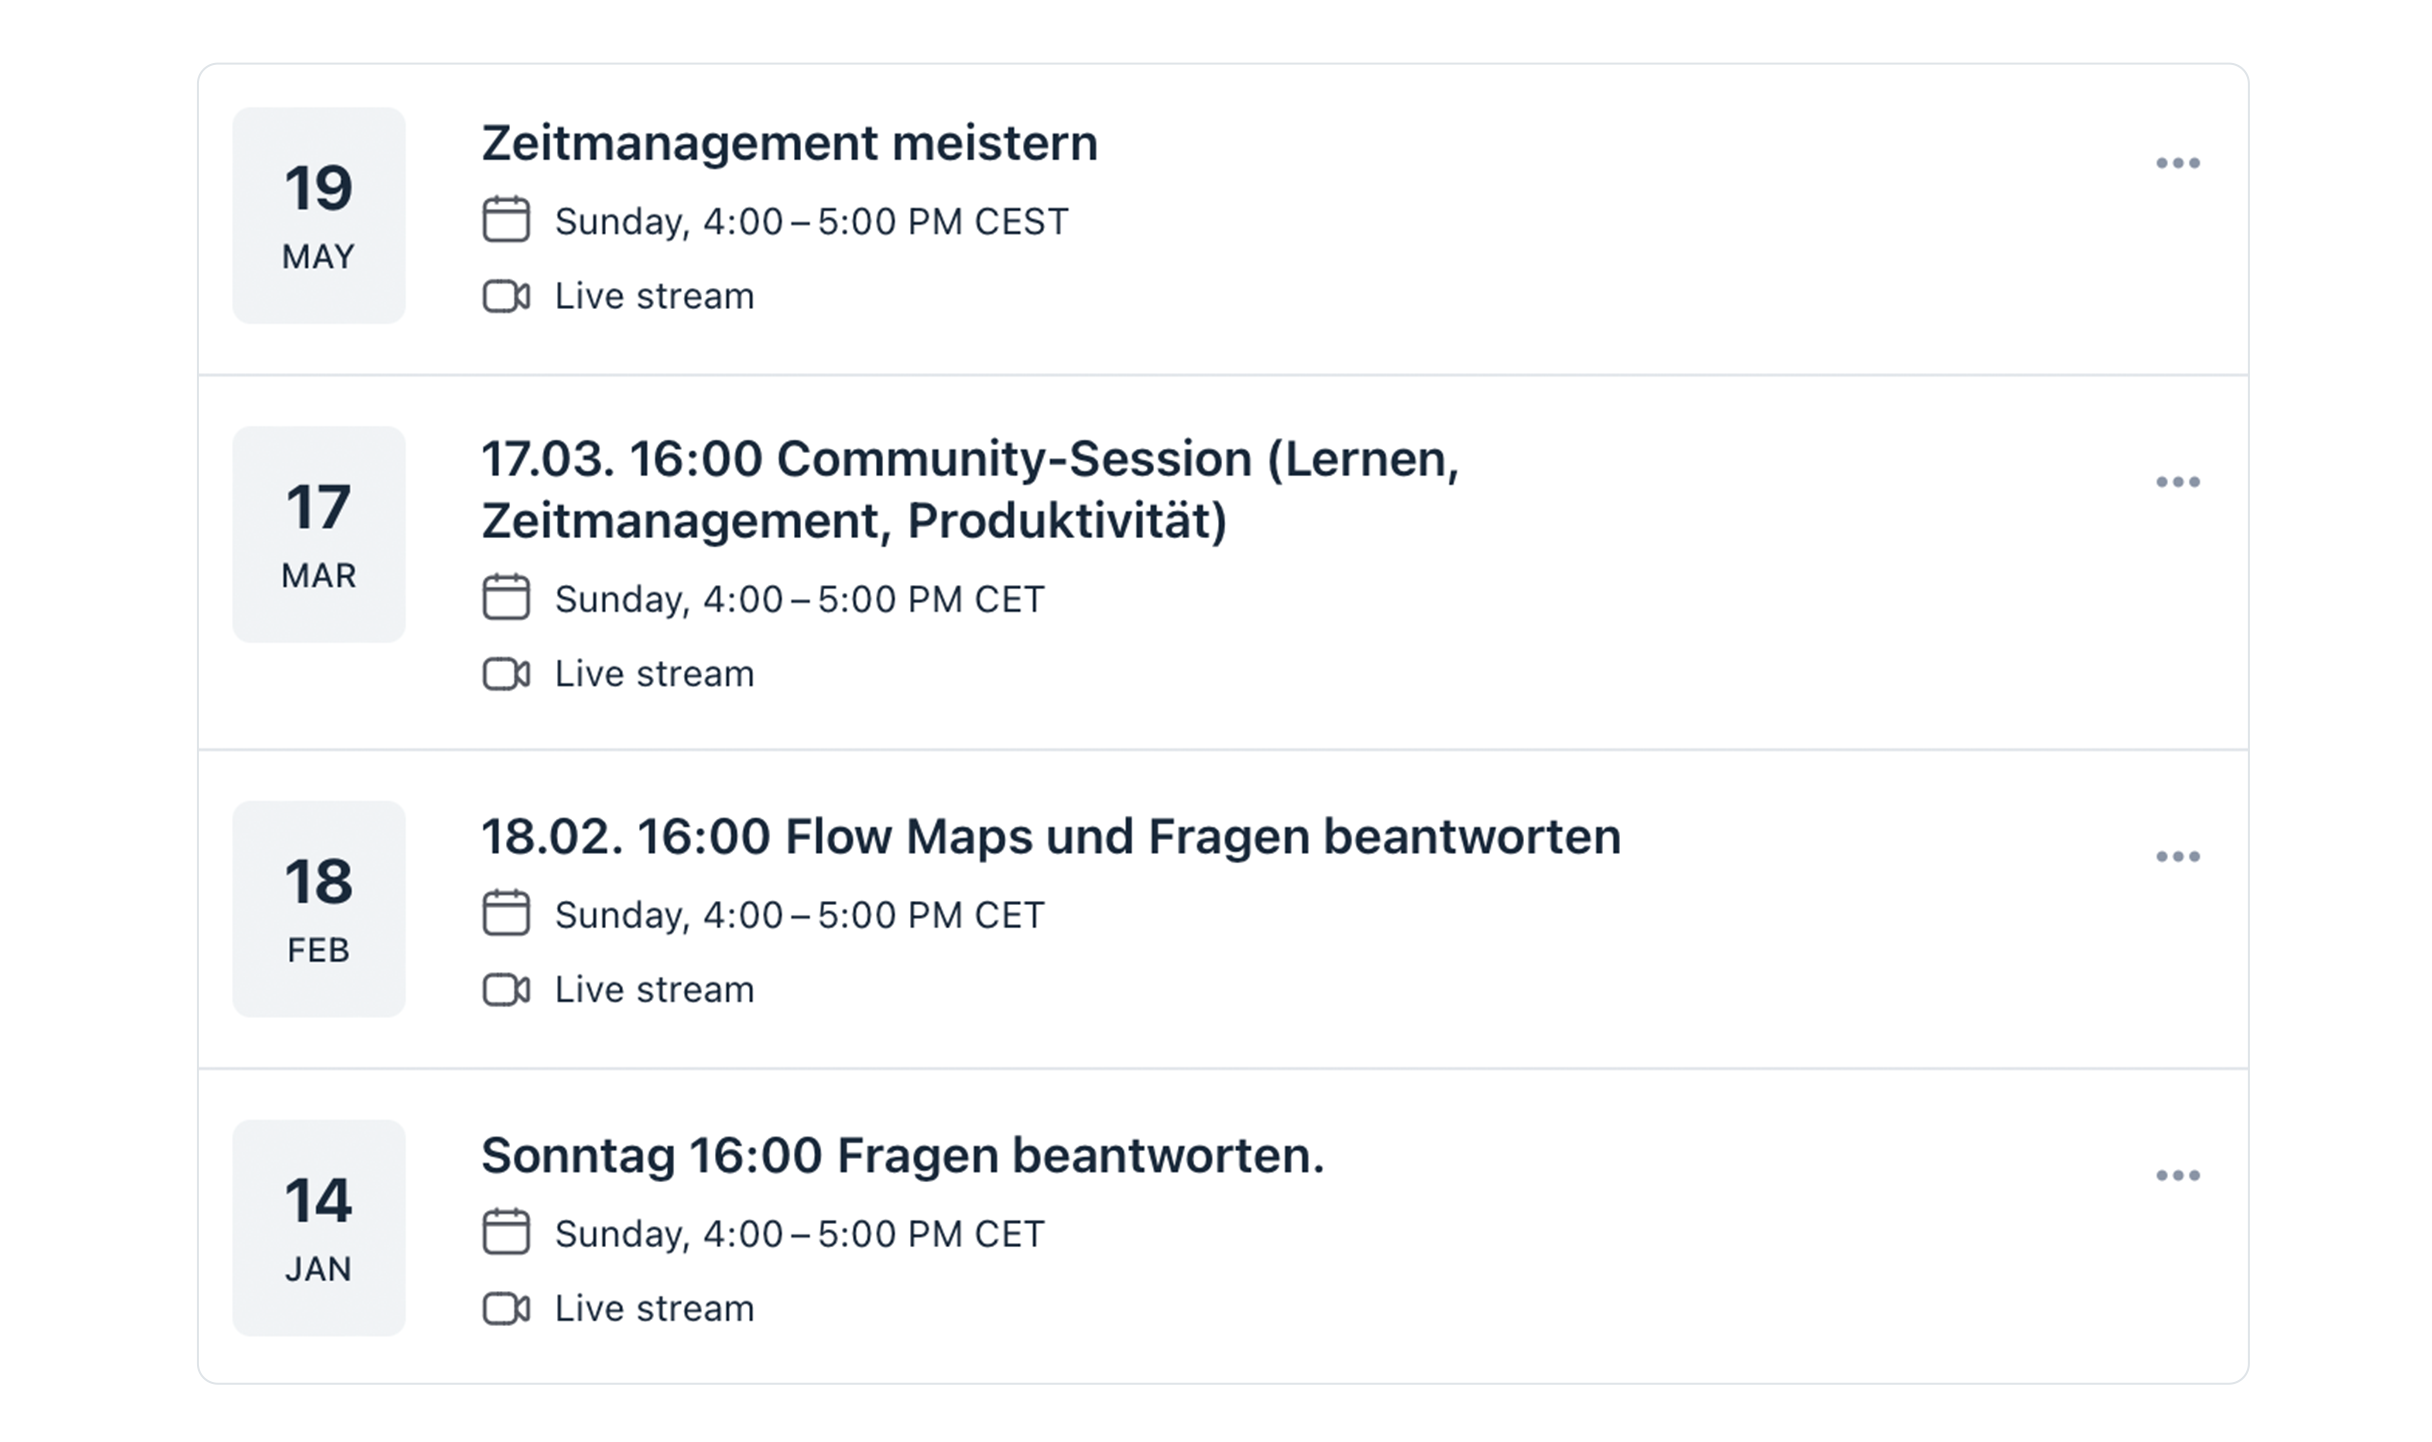 19
MAY
Zeitmanagement meistern
Sunday, 4:00 – 5:00 PM CEST
Live stream
17
MAR
17.03. 16:00 Community-Session (Lernen,
Zeitmanagement, Produktivität)
Sunday, 4:00 – 5:00 PM CET
Live stream
18
FEB
18.02. 16:00 Flow Maps und Fragen beantworten
Sunday, 4:00 – 5:00 PM CET
Live stream
14
JAN
Sonntag 16:00 Fragen beantworten.
Sunday, 4:00 – 5:00 PM CET
Live stream